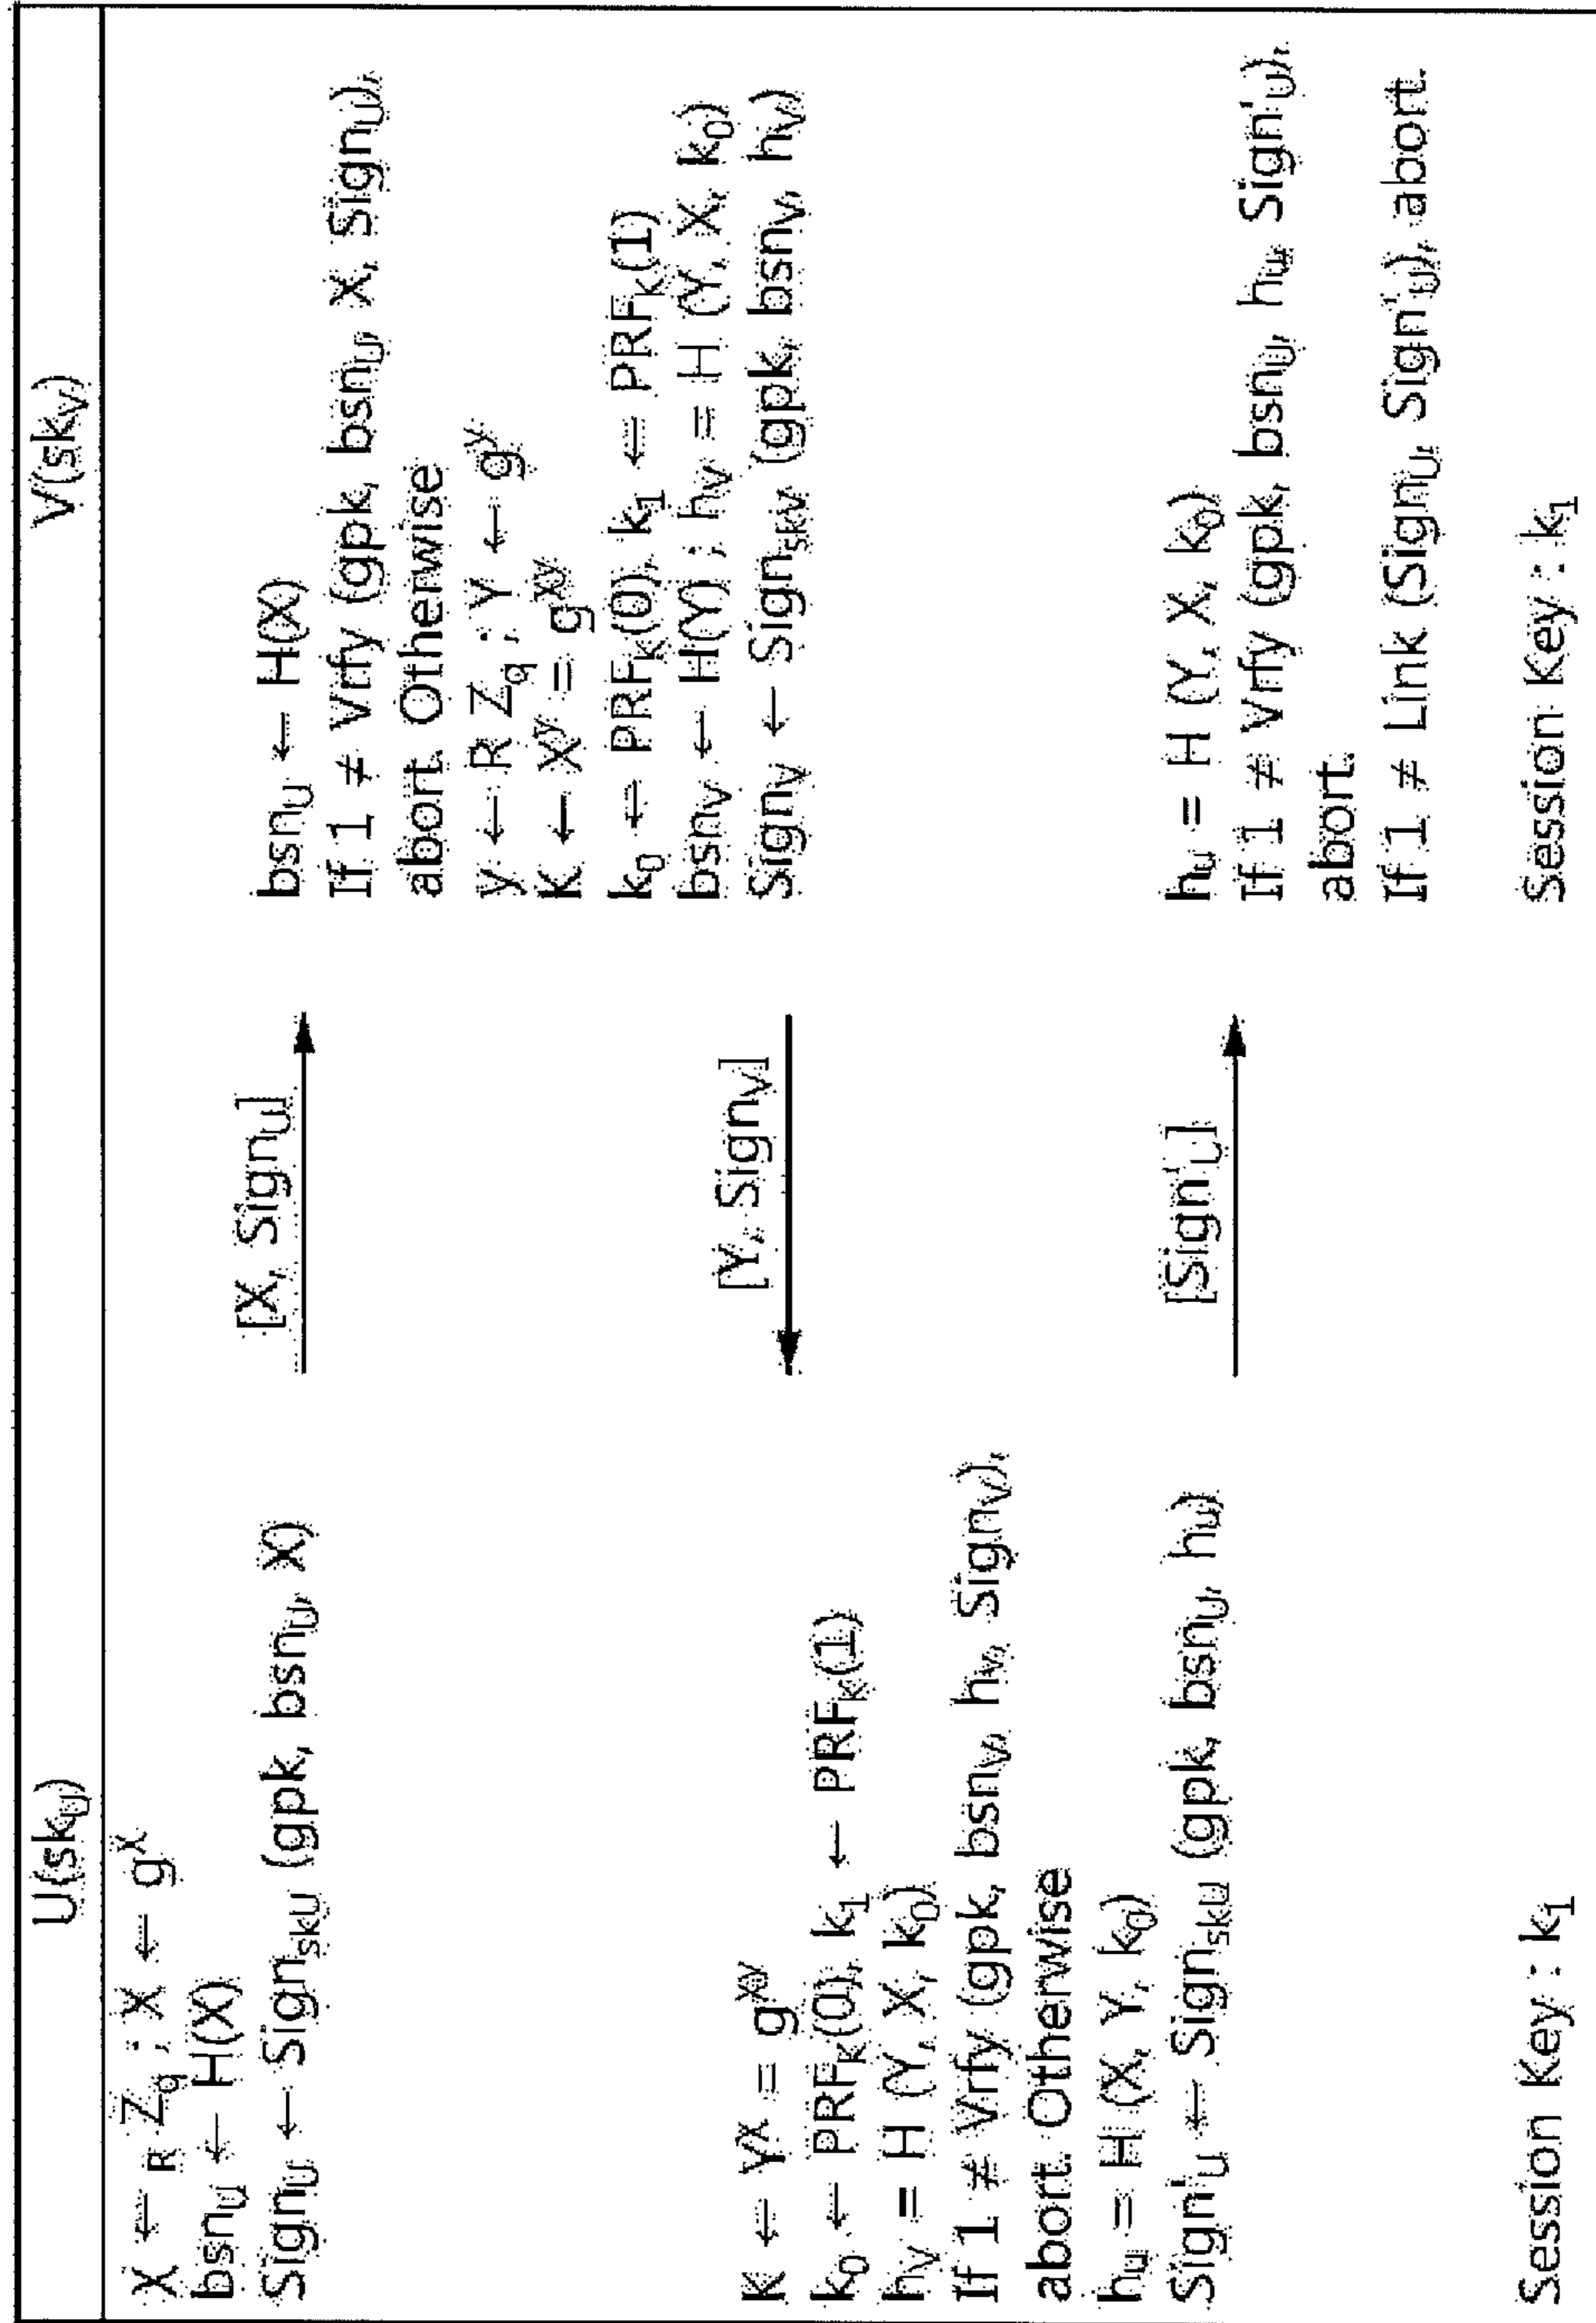 U(sk_U)
V(sk_V)
X ← R Z_q ; X ← g^x
bsn_U ← H(X)
Sign_U ← Sign_skU (gpk, bsn_U, X)
[X, Sign_U]
bsn_U ← H(X)
If 1 ≠ Vrfy (gpk, bsn_U, X, Sign_U),
abort. Otherwise
y ← R Z_q ; Y ← g^y
K ← X^y = g^xy
k_0 ← PRF_K(0), k_1 ← PRF_K(1)
bsn_V ← H(Y) ; h_V = H (Y, X, k_0)
Sign_V ← Sign_skV (gpk, bsn_V, h_V)
[Y, Sign_V]
K ← Y^x = g^xy
k_0 ← PRF_K(0), k_1 ← PRF_K(1)
h_V = H (Y, X, k_0)
If 1 ≠ Vrfy (gpk, bsn_V, h_V, Sign_V),
abort. Otherwise
h_u = H (X, Y, k_0)
Sign'_U ← Sign_skU (gpk, bsn_U, h_u)
[Sign'_U]
h_u = H (Y, X, k_0)
If 1 ≠ Vrfy (gpk, bsn_U, h_u, Sign'_U),
abort.
If 1 ≠ Link (Sign_U, Sign'_U), abort.
Session Key : k_1
Session Key : k_1